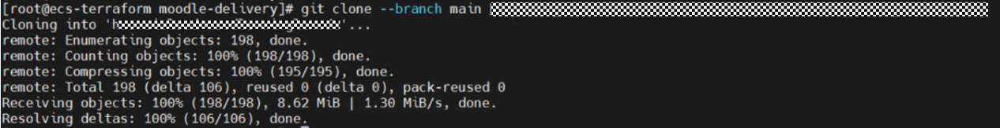 [root@ecs-terraform moodle-delivery]# git clone --branch main
Cloning into '...
remote: Enumerating objects: 198, done.
remote: Counting objects: 100% (198/198), done.
remote: Compressing objects: 100% (195/195), done.
remote: Total 198 (delta 106), reused 0 (delta 0), pack-reused 0
Receiving objects: 100% (198/198), 8.62 MiB | 1.30 MiB/s, done.
Resolving deltas: 100% (106/106), done.